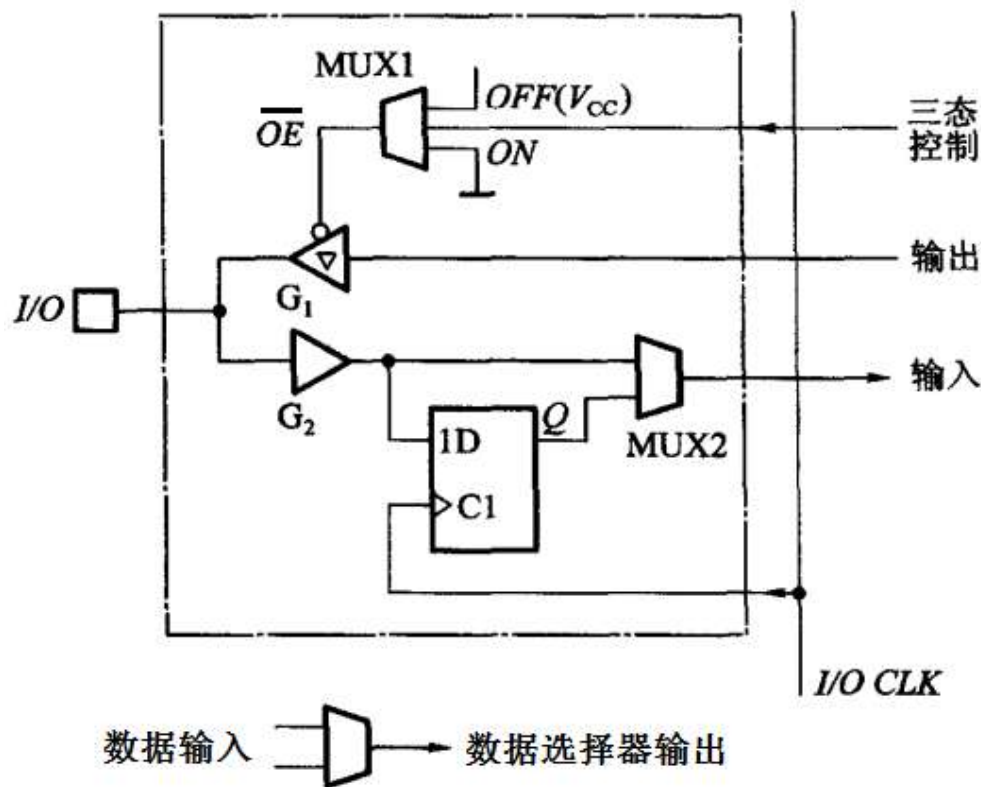 MUX1
OFF(V_CC)
OE
三态
控制
ON
输出
I/O
G₁
输入
G₂
Q
MUX2
1D
C1
I/O CLK
数据输入
数据选择器输出